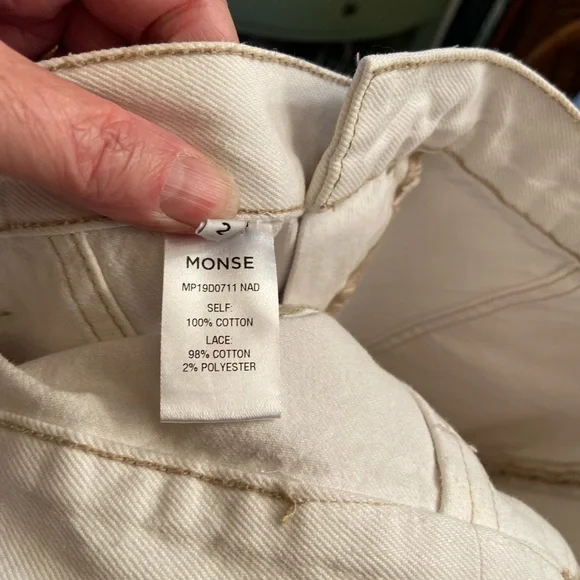 MONSE
MP19D0711 NAD
SELF:
100% COTTON
LACE:
98% COTTON
2% POLYESTER